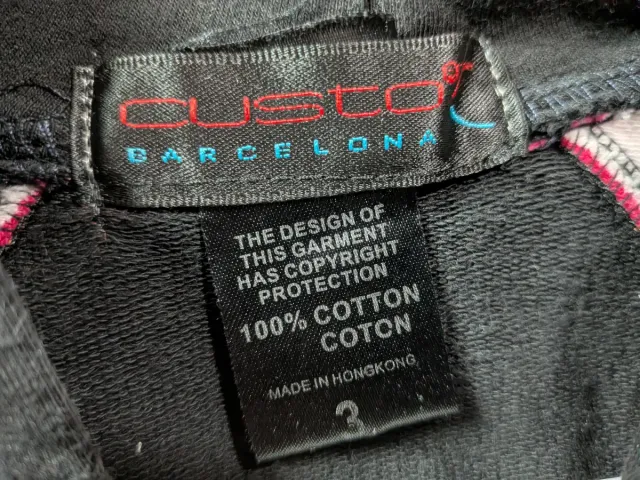 custo
BARCELONA
THE DESIGN OF
THIS GARMENT
HAS COPYRIGHT
PROTECTION
100% COTTON
COTON
MADE IN HONGKONG
3